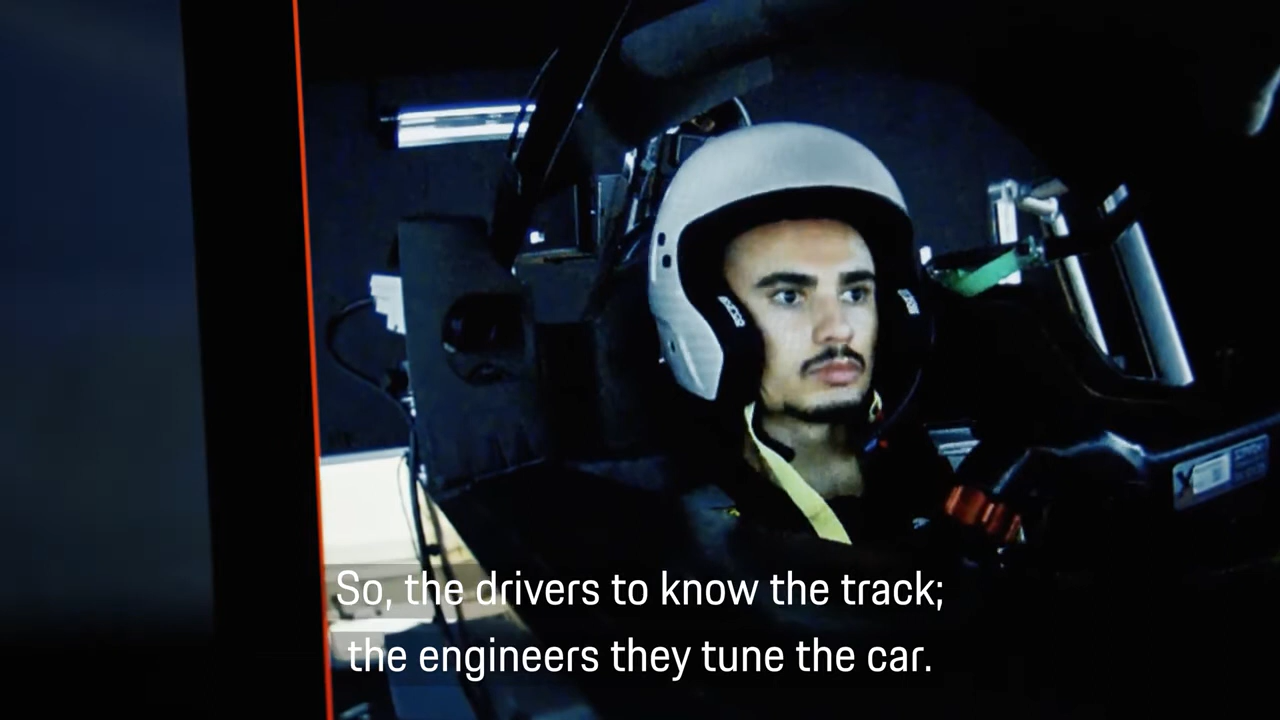 So, the drivers to know the track;
the engineers they tune the car.